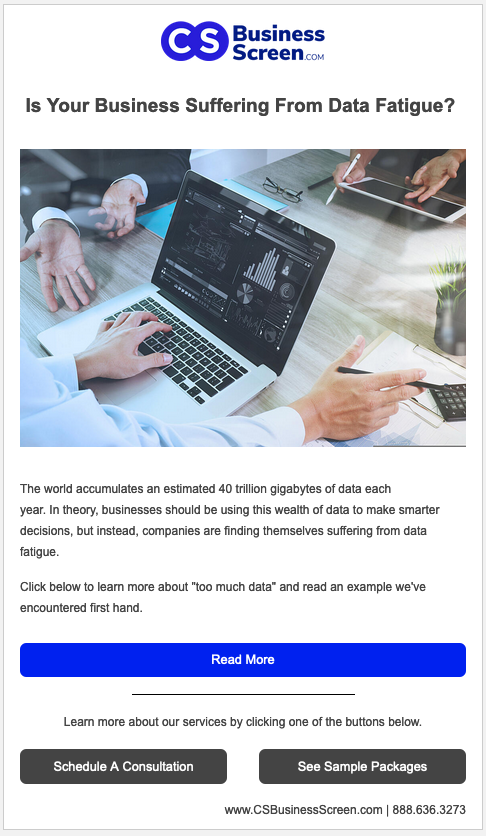 CS Business
Screen.COM
Is Your Business Suffering From Data Fatigue?
The world accumulates an estimated 40 trillion gigabytes of data each
year. In theory, businesses should be using this wealth of data to make smarter
decisions, but instead, companies are finding themselves suffering from data
fatigue.
Click below to learn more about "too much data" and read an example we've
encountered first hand.
Read More
Learn more about our services by clicking one of the buttons below.
Schedule A Consultation See Sample Packages
www.CSBusinessScreen.com | 888.636.3273